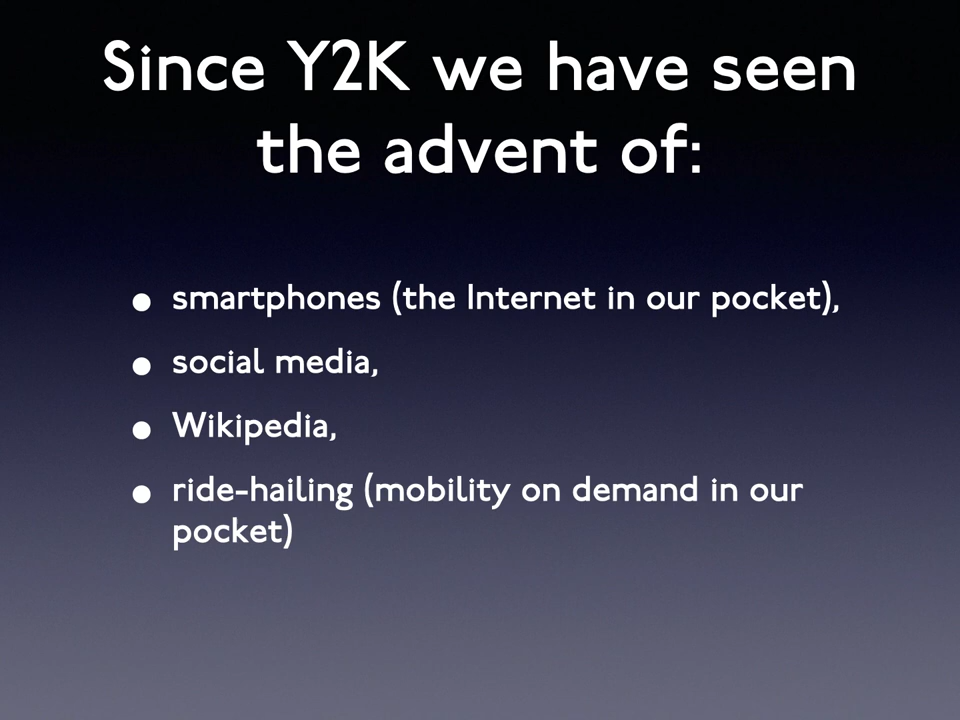 Since Y2K we have seen
the advent of:
• smartphones (the Internet in our pocket),
• social media,
• Wikipedia,
• ride-hailing (mobility on demand in our
pocket)